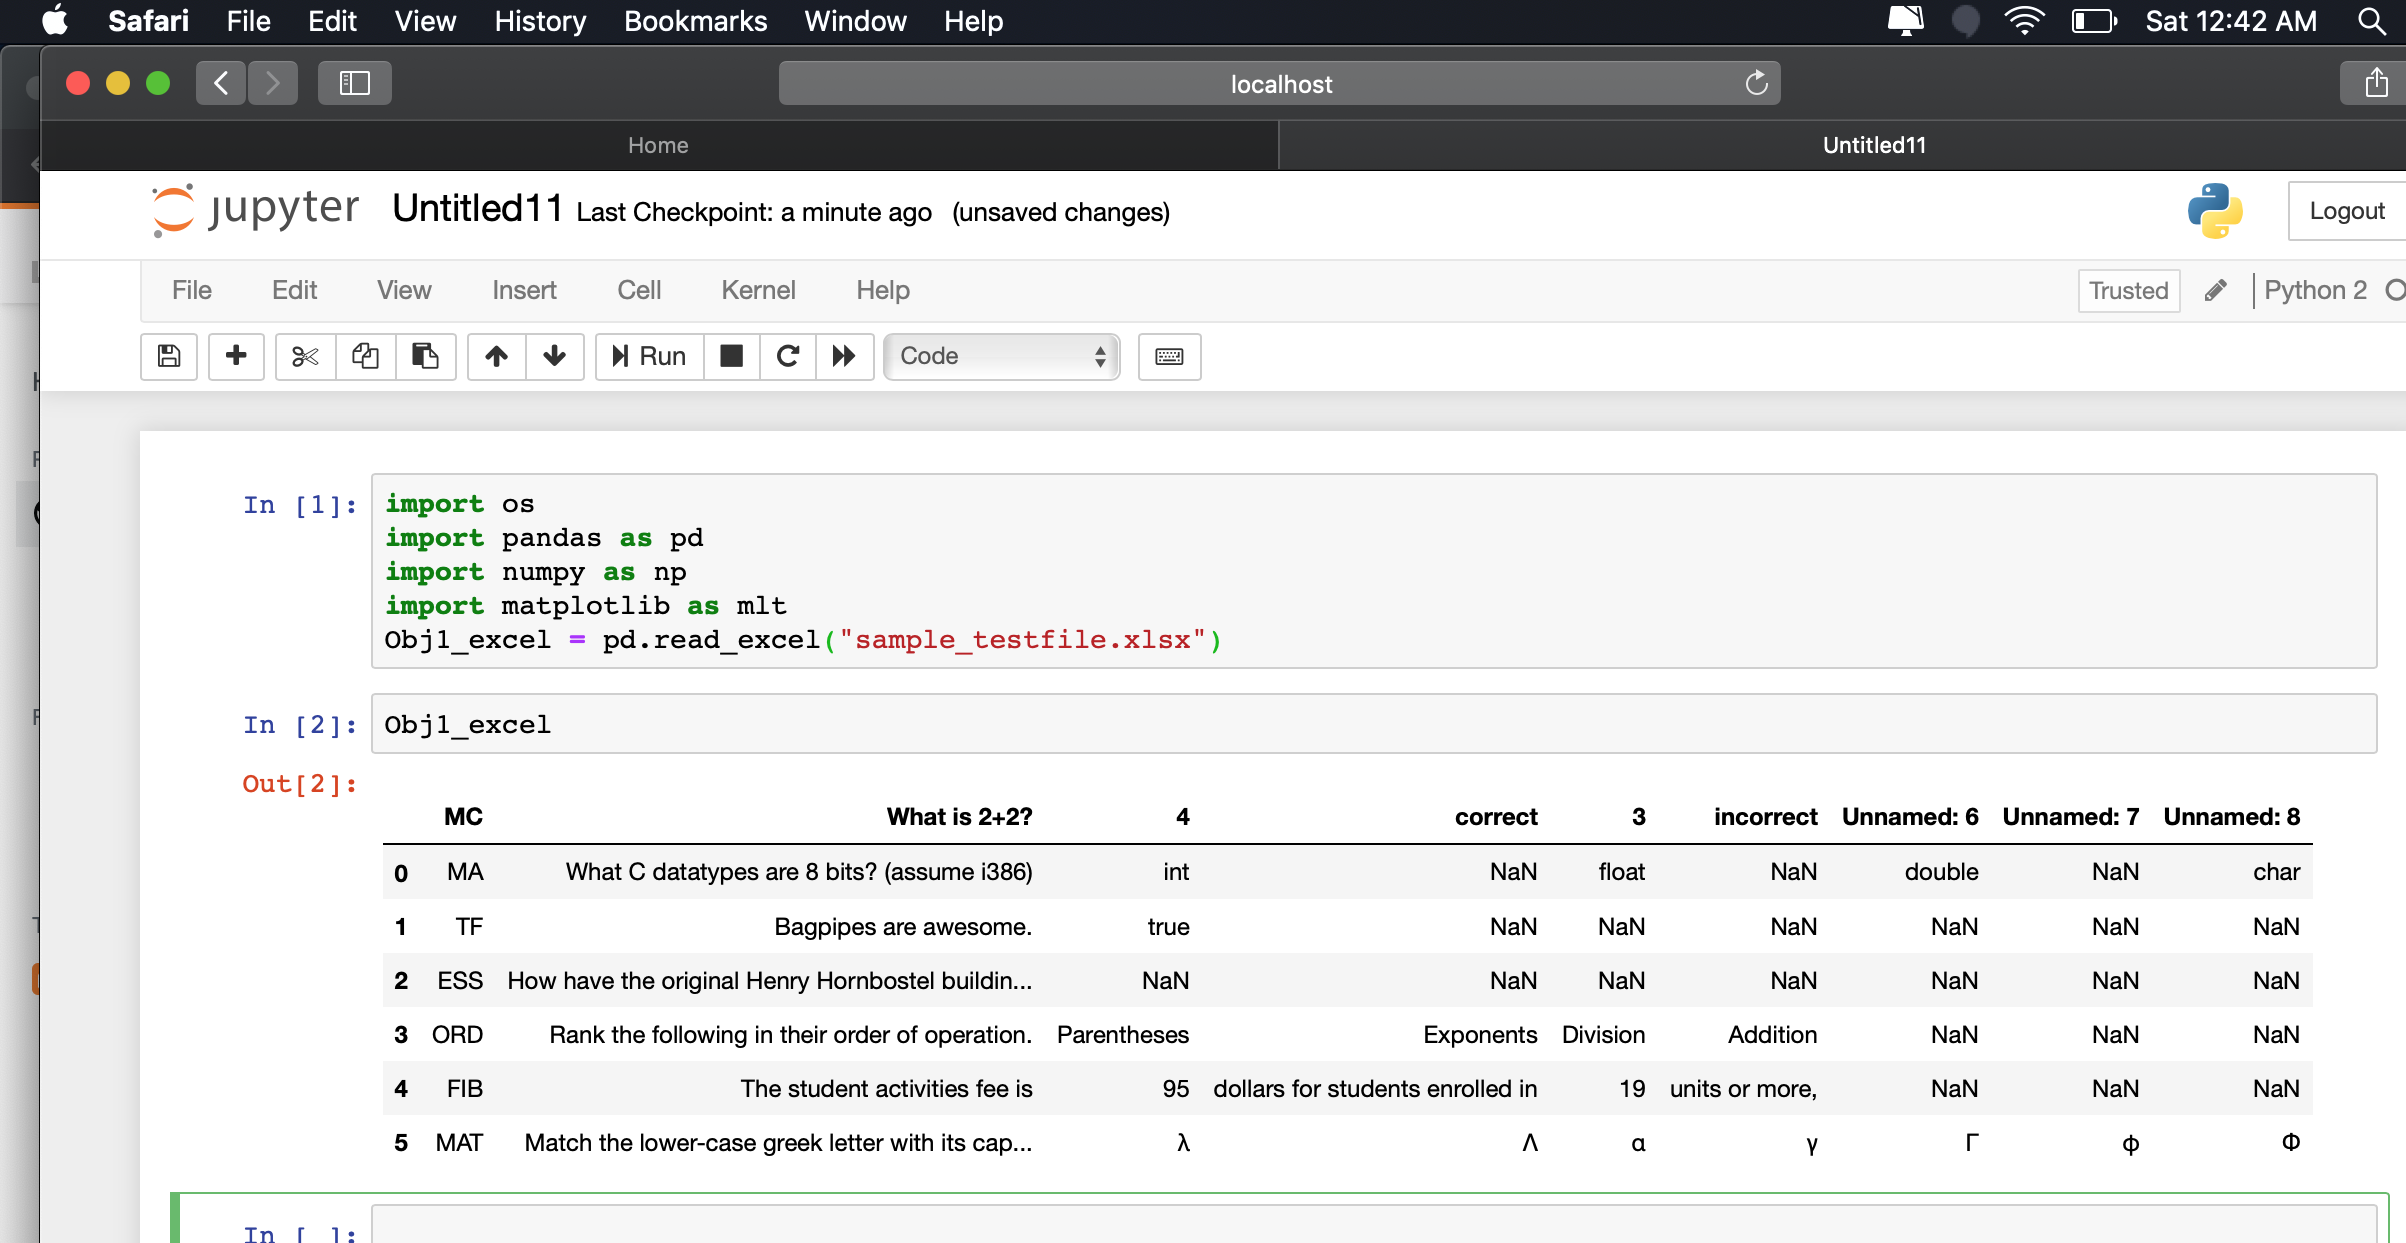 Safari File Edit View History Bookmarks Window Help Sat 12:42 AM
localhost
Home Untitled11
jupyter Untitled11 Last Checkpoint: a minute ago (unsaved changes) Logout
File Edit View Insert Cell Kernel Help Trusted Python 2
Run Code
In [1]: import os
import pandas as pd
import numpy as np
import matplotlib as mlt
Obj1_excel = pd.read_excel("sample_testfile.xlsx")
In [2]: Obj1_excel
Out[2]:
MC What is 2+2? 4 correct 3 incorrect Unnamed: 6 Unnamed: 7 Unnamed: 8
0 MA What C datatypes are 8 bits? (assume i386) int NaN float NaN double NaN char
1 TF Bagpipes are awesome. true NaN NaN NaN NaN NaN NaN
2 ESS How have the original Henry Hornbostel buildin... NaN NaN NaN NaN NaN NaN NaN
3 ORD Rank the following in their order of operation. Parentheses Exponents Division Addition NaN NaN NaN
4 FIB The student activities fee is 95 dollars for students enrolled in 19 units or more, NaN NaN NaN
5 MAT Match the lower-case greek letter with its cap... λ Λ α γ Γ φ Φ
In [ ]: